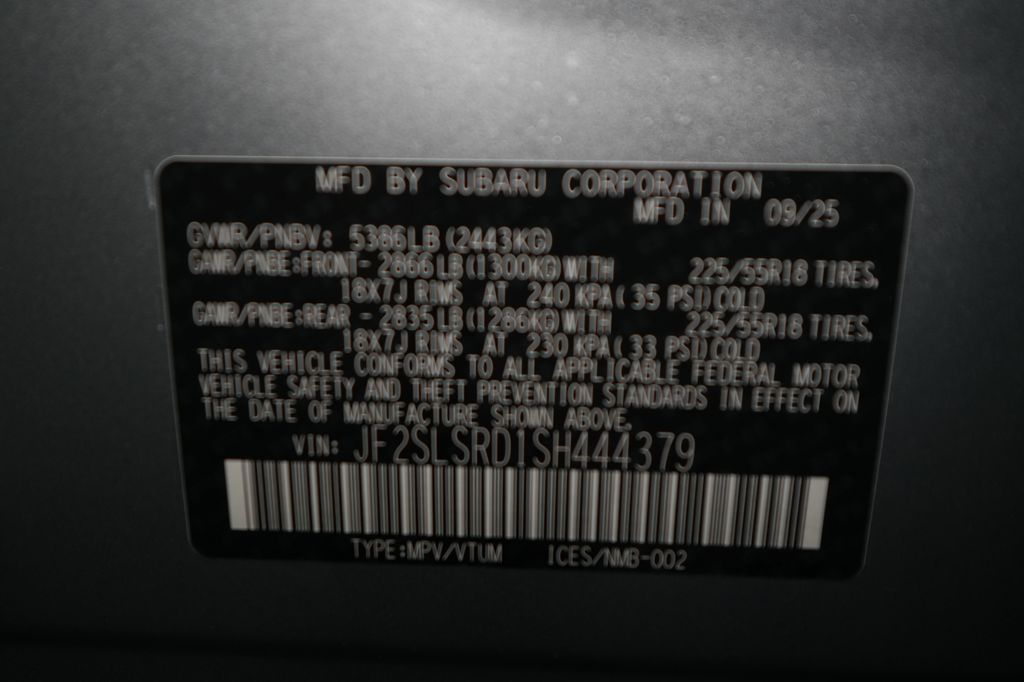 MFD BY SUBARU CORPORATION
MFD IN 09/25
GVWR/PNBV: 5386LB(2443KG)
GAWR/PNBE:FRONT- 2866LB(1300KG)WITH 225/55R18 TIRES,
18X7J RIMS AT 240 KPA( 35 PSI)COLD
GAWR/PNBE:REAR - 2835LB(1286KG)WITH 225/55R18 TIRES,
18X7J RIMS AT 230 KPA( 33 PSI)COLD
THIS VEHICLE CONFORMS TO ALL APPLICABLE FEDERAL MOTOR
VEHICLE SAFETY AND THEFT PREVENTION STANDARDS IN EFFECT ON
THE DATE OF MANUFACTURE SHOWN ABOVE.
VIN: JF2SLSRD1SH444379
TYPE:MPV/VTUM ICES/NMB-002